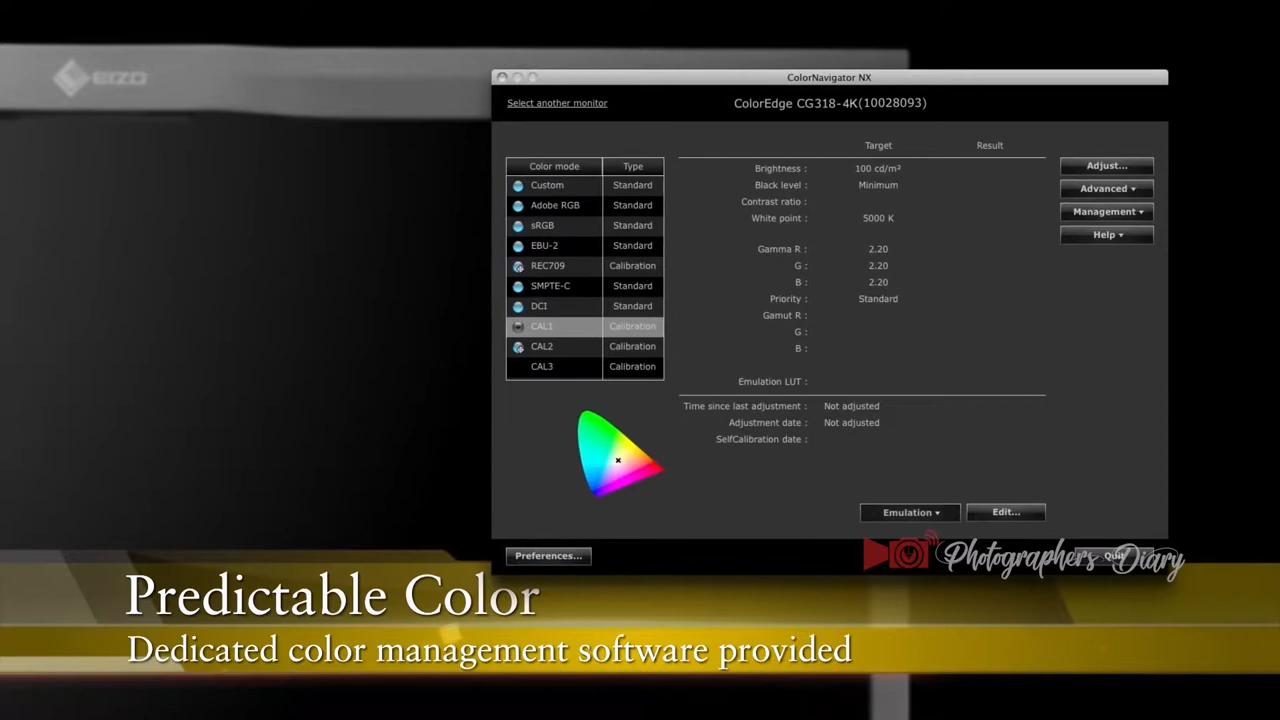 EIZO
ColorNavigator NX
Select another monitor
ColorEdge CG318-4K(10028093)
Target Result
Color mode Type
Custom Standard
Adobe RGB Standard
sRGB Standard
EBU-2 Standard
REC709 Calibration
SMPTE-C Standard
DCI Standard
CAL1 Calibration
CAL2 Calibration
CAL3 Calibration
Brightness : 100 cd/m²
Black level : Minimum
Contrast ratio :
White point : 5000 K
Gamma R : 2.20
G : 2.20
B : 2.20
Priority : Standard
Gamut R :
G :
B :
Emulation LUT :
Time since last adjustment : Not adjusted
Adjustment date : Not adjusted
SelfCalibration date :
Adjust...
Advanced
Management
Help
Emulation Edit...
Preferences... Quit
Photographers Diary
Predictable Color
Dedicated color management software provided